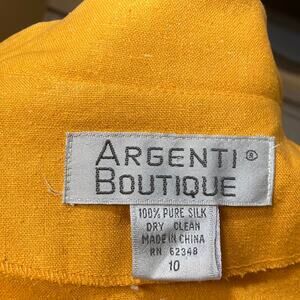 ARGENTI®
BOUTIQUE
100% PURE SILK
DRY CLEAN
MADE IN CHINA
RN 62348
10